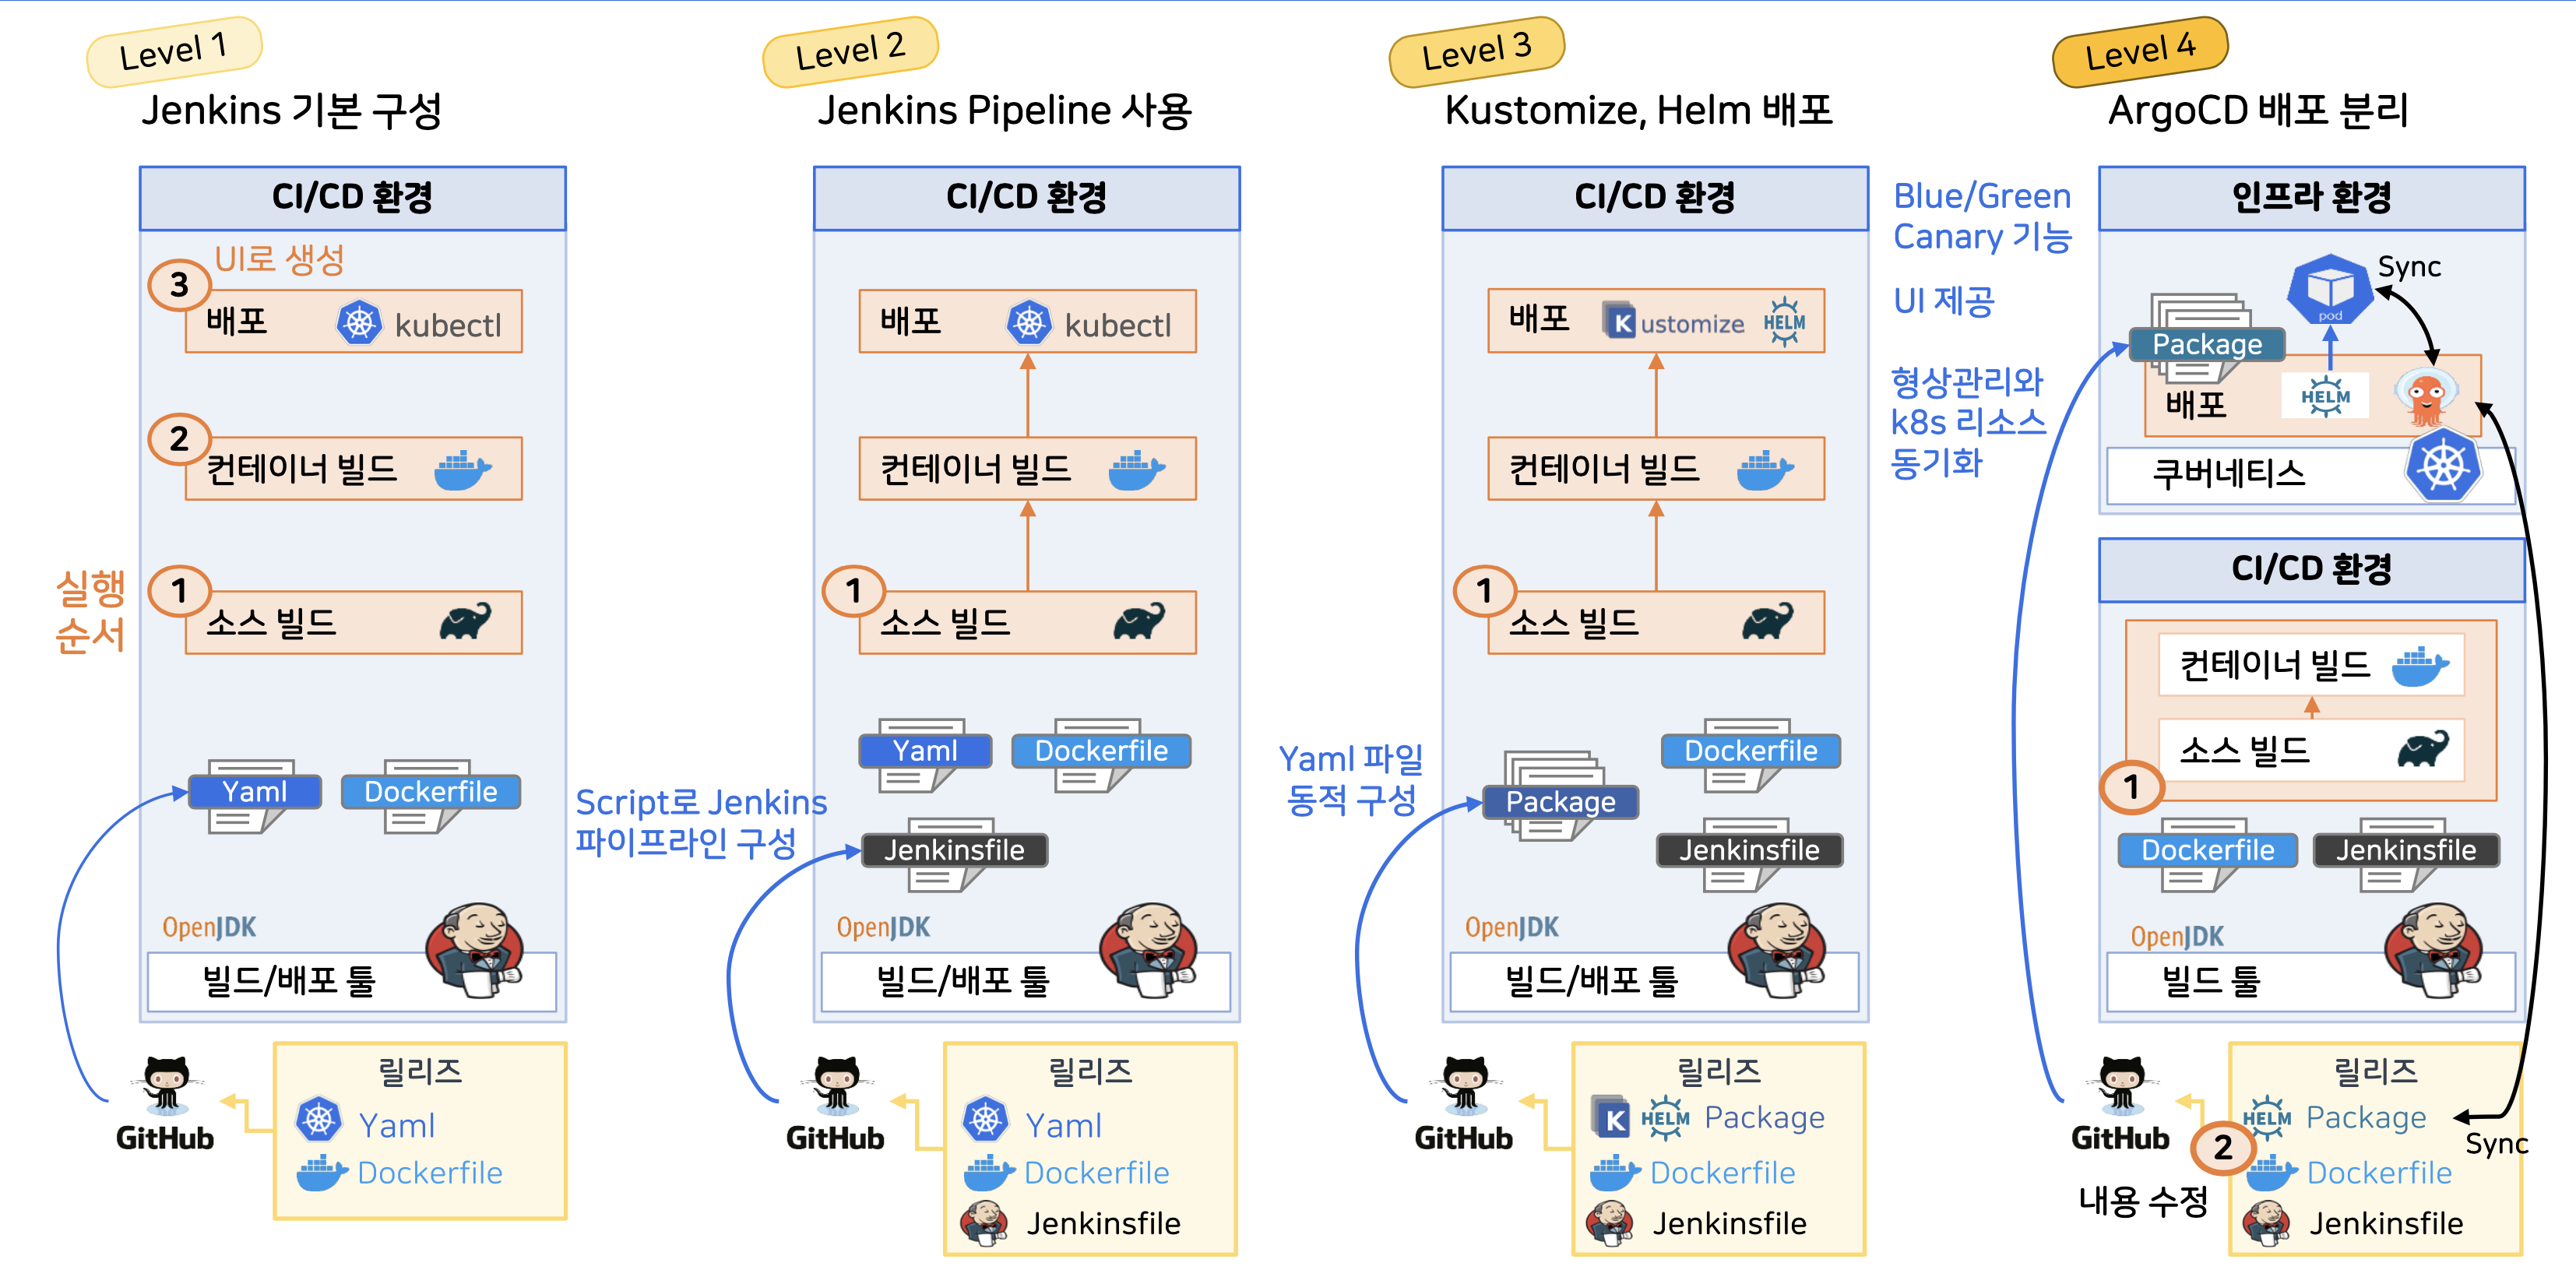 Level 1
Jenkins 기본 구성
CI/CD 환경
UI로 생성
3
배포
kubectl
2
컨테이너 빌드
실행
순서
1
소스 빌드
Yaml
Dockerfile
OpenJDK
빌드/배포 툴
GitHub
릴리즈
Yaml
Dockerfile
Level 2
Jenkins Pipeline 사용
CI/CD 환경
배포
kubectl
컨테이너 빌드
1
소스 빌드
Yaml
Dockerfile
Script로 Jenkins
파이프라인 구성
Jenkinsfile
OpenJDK
빌드/배포 툴
GitHub
릴리즈
Yaml
Dockerfile
Jenkinsfile
Level 3
Kustomize, Helm 배포
CI/CD 환경
배포
K ustomize
HELM
컨테이너 빌드
1
소스 빌드
Yaml 파일
동적 구성
Dockerfile
Package
Jenkinsfile
OpenJDK
빌드/배포 툴
GitHub
릴리즈
K HELM Package
Dockerfile
Jenkinsfile
Level 4
ArgoCD 배포 분리
Blue/Green
Canary 기능
UI 제공
형상관리와
k8s 리소스
동기화
인프라 환경
Sync
pod
Package
배포
HELM
쿠버네티스
CI/CD 환경
컨테이너 빌드
소스 빌드
1
Dockerfile
Jenkinsfile
OpenJDK
빌드 툴
GitHub
릴리즈
HELM Package
Sync
2
Dockerfile
내용 수정
Jenkinsfile